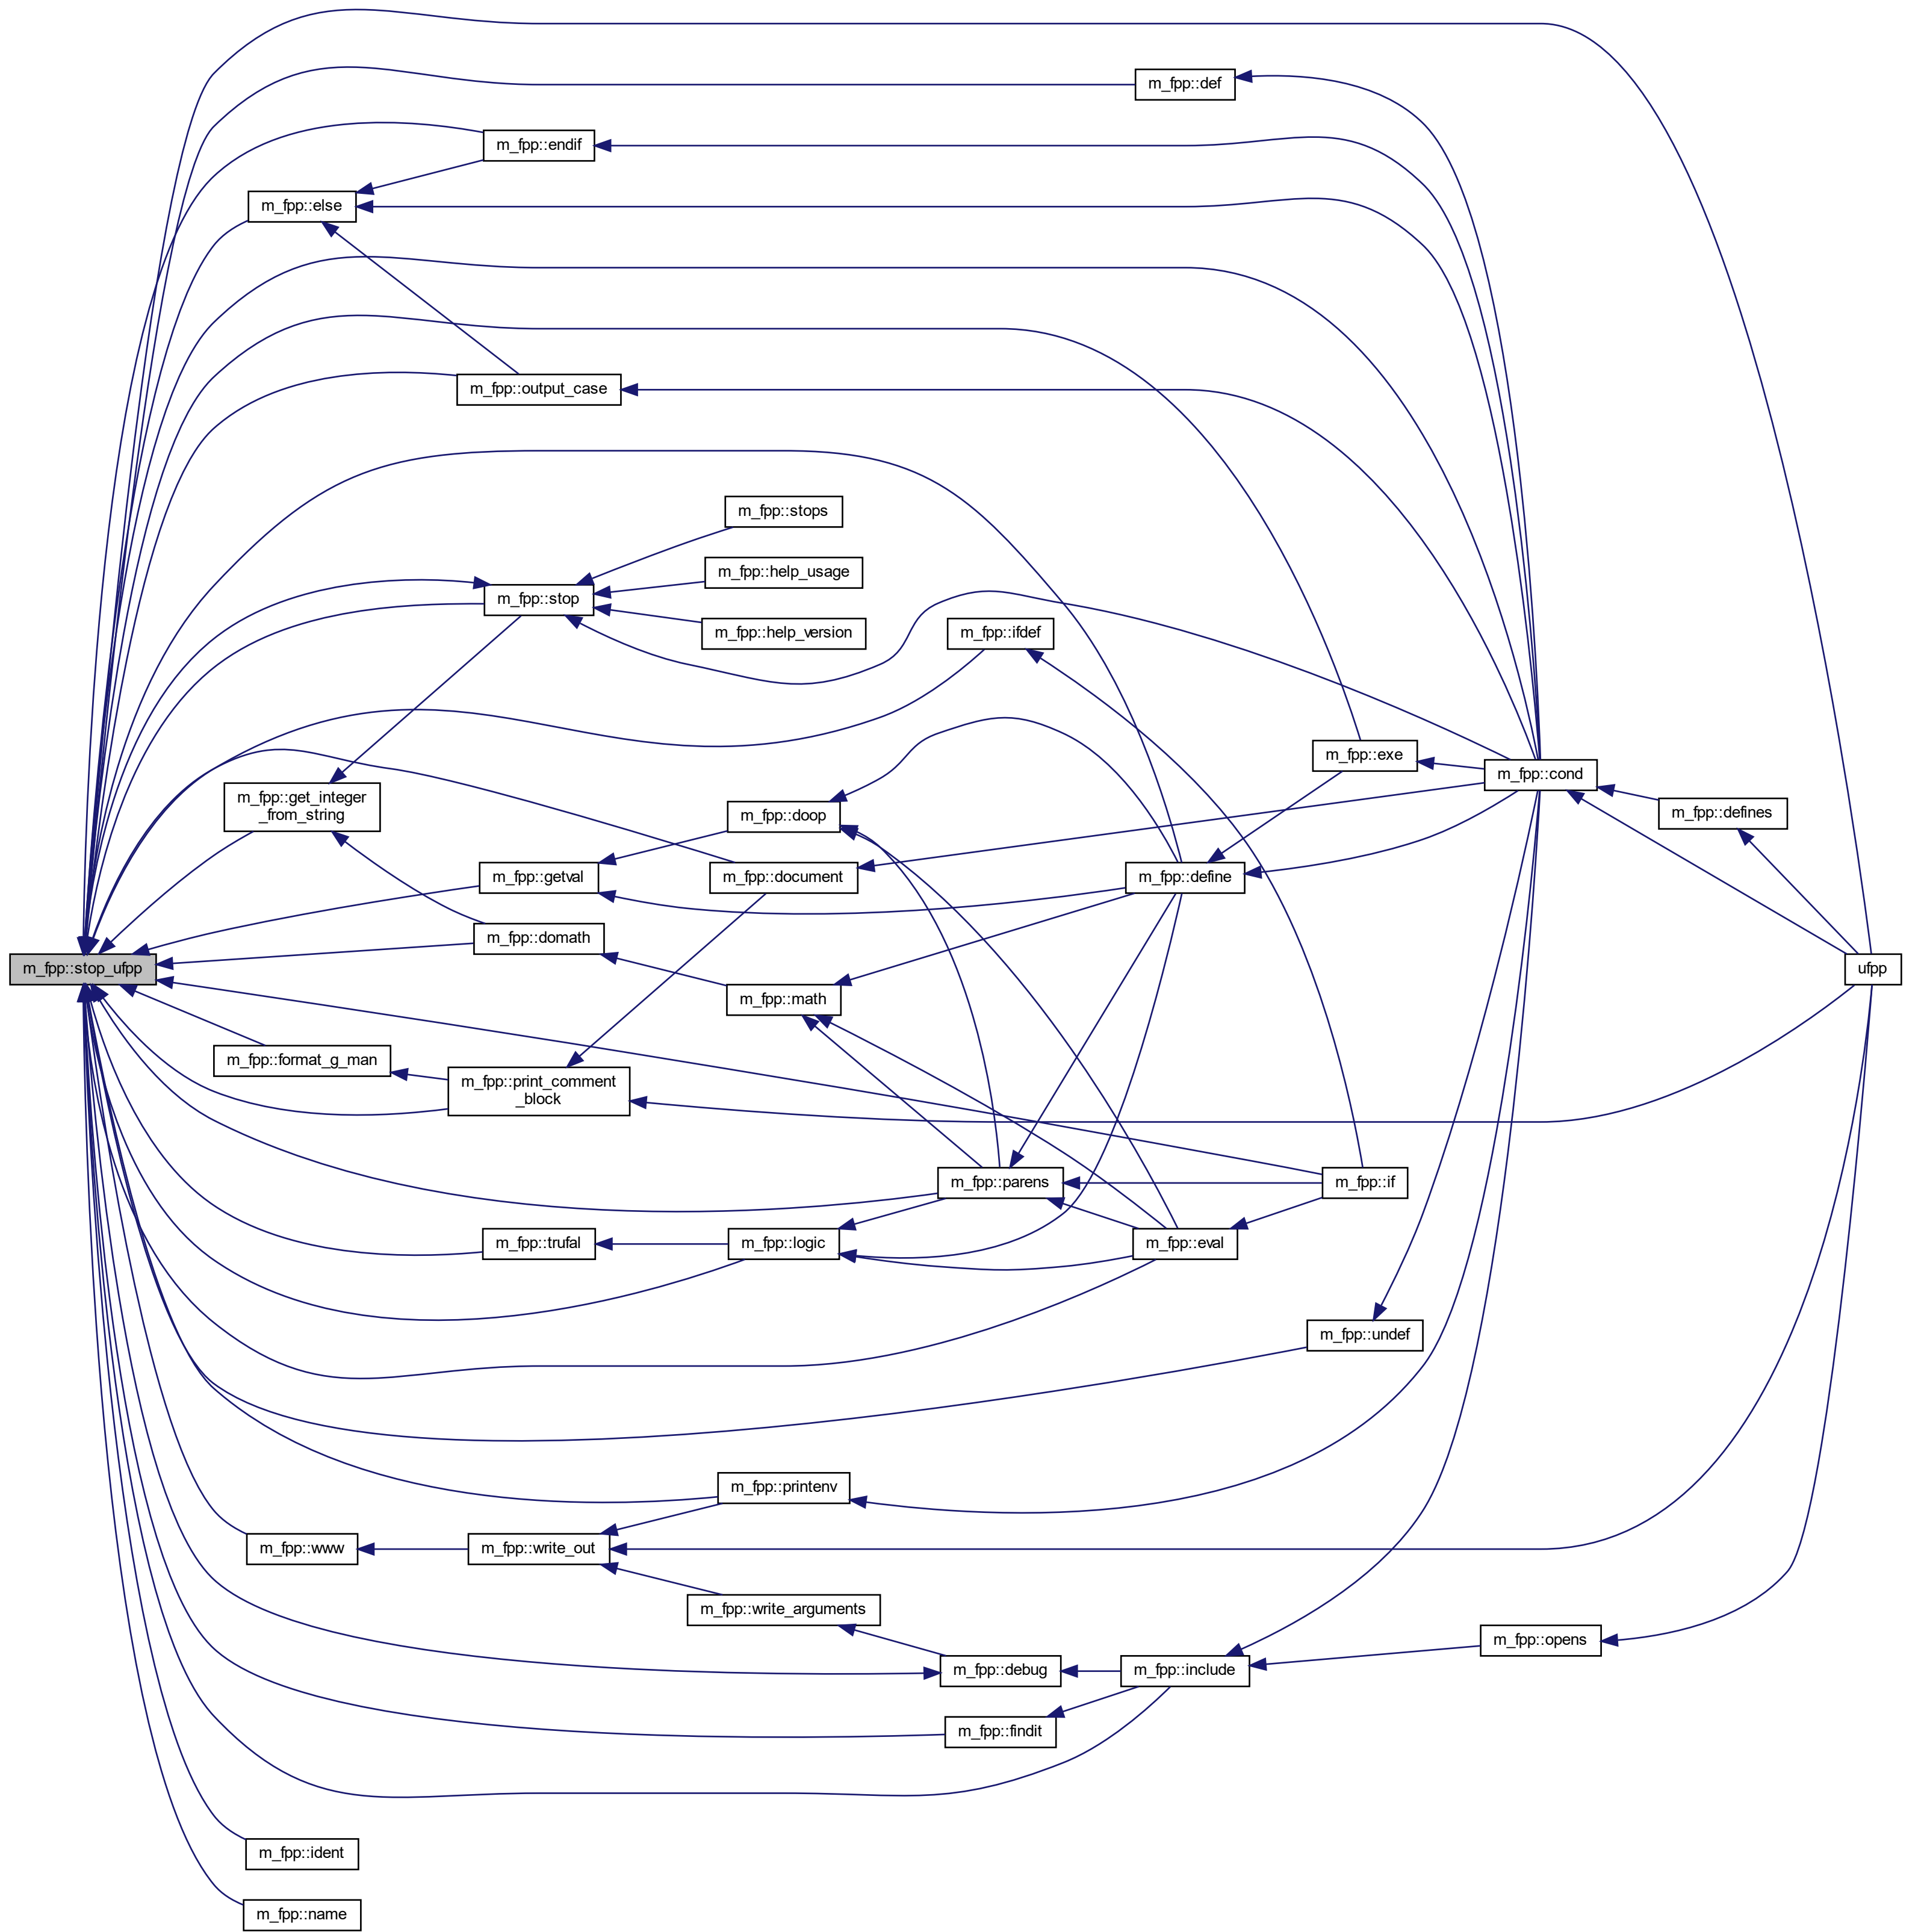 m_fpp::def
m_fpp::endif
m_fpp::else
m_fpp::output_case
m_fpp::stops
m_fpp::help_usage
m_fpp::stop
m_fpp::help_version
m_fpp::ifdef
m_fpp::exe
m_fpp::cond
m_fpp::get_integer
_from_string
m_fpp::doop
m_fpp::defines
m_fpp::getval
m_fpp::document
m_fpp::define
m_fpp::domath
m_fpp::stop_ufpp
ufpp
m_fpp::math
m_fpp::format_g_man
m_fpp::print_comment
_block
m_fpp::parens
m_fpp::if
m_fpp::trufal
m_fpp::logic
m_fpp::eval
m_fpp::undef
m_fpp::printenv
m_fpp::www
m_fpp::write_out
m_fpp::write_arguments
m_fpp::opens
m_fpp::debug
m_fpp::include
m_fpp::findit
m_fpp::ident
m_fpp::name